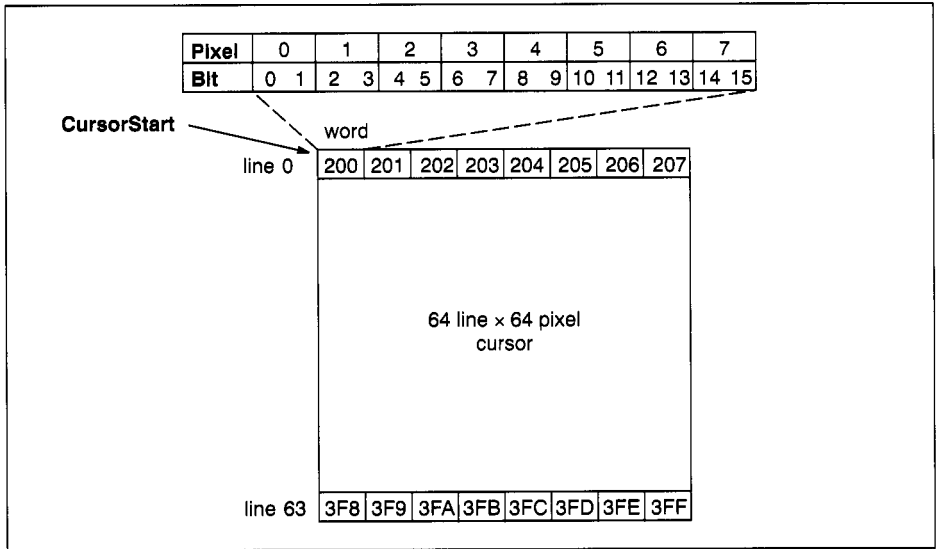 Pixel 0 1 2 3 4 5 6 7
Bit 0 1 2 3 4 5 6 7 8 9 10 11 12 13 14 15
CursorStart
word
line 0 200 201 202 203 204 205 206 207
64 line × 64 pixel
cursor
line 63 3F8 3F9 3FA 3FB 3FC 3FD 3FE 3FF